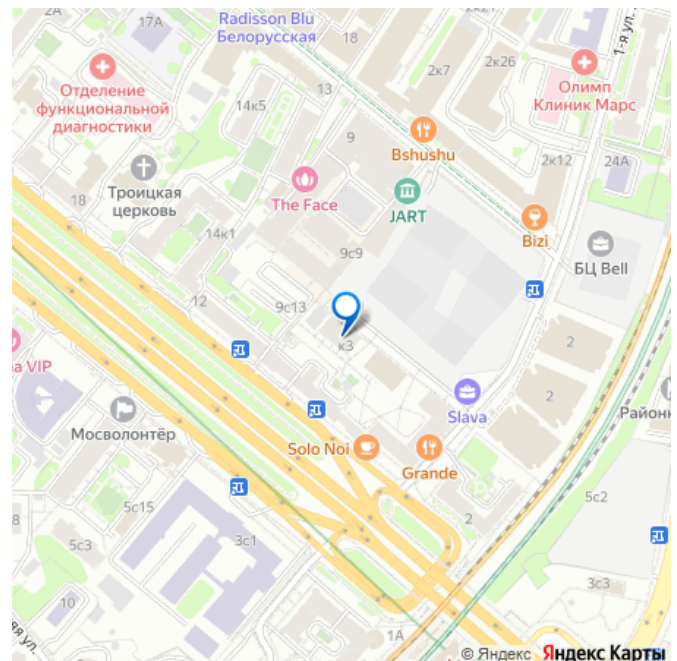 2А
17А
Radisson Blu
Белорусская
18
2к21
2к26
1-я ул.
2к7
Олимп
Клиник Марс
Отделение
функциональной
диагностики
14к5
13
9
Bshushu
2к12
24А
Троицкая
церковь
The Face
JART
18
14к1
Bizi
БЦ Bell
9с9
12
9с13
к3
2
2
a VIP
Slava
Районн
Мосволонтёр
Solo Noi
Grande
5с15
5с2
8
5с3
3с1
2
3с3
10
яя ул.
1А
© Яндекс Яндекс Карты